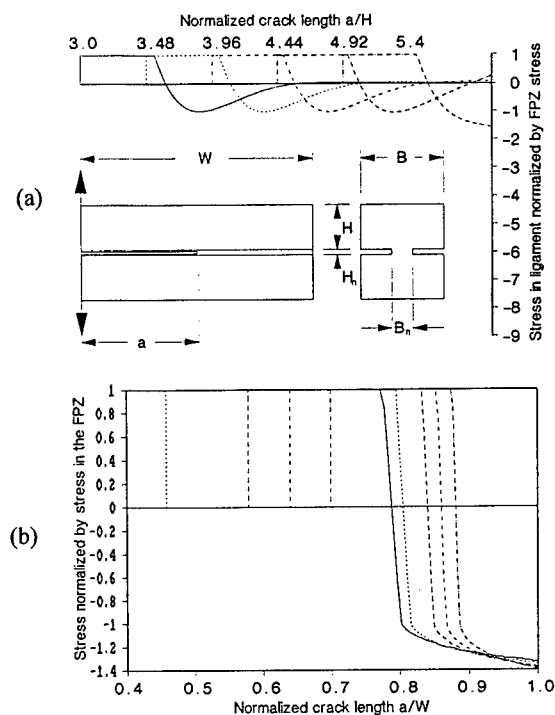 Normalized crack length a/H
3.0 3.48 3.96 4.44 4.92 5.4
1
0
-1
-2
-3
-4
-5
-6
-7
-8
-9
Stress in ligament normalized by FPZ stress
(a)
W
B
H
Hn
Bn
a
(b)
Stress normalized by stress in the FPZ
1
0.8
0.6
0.4
0.2
0
-0.2
-0.4
-0.6
-0.8
-1
-1.2
-1.4
0.4 0.5 0.6 0.7 0.8 0.9 1.0
Normalized crack length a/W